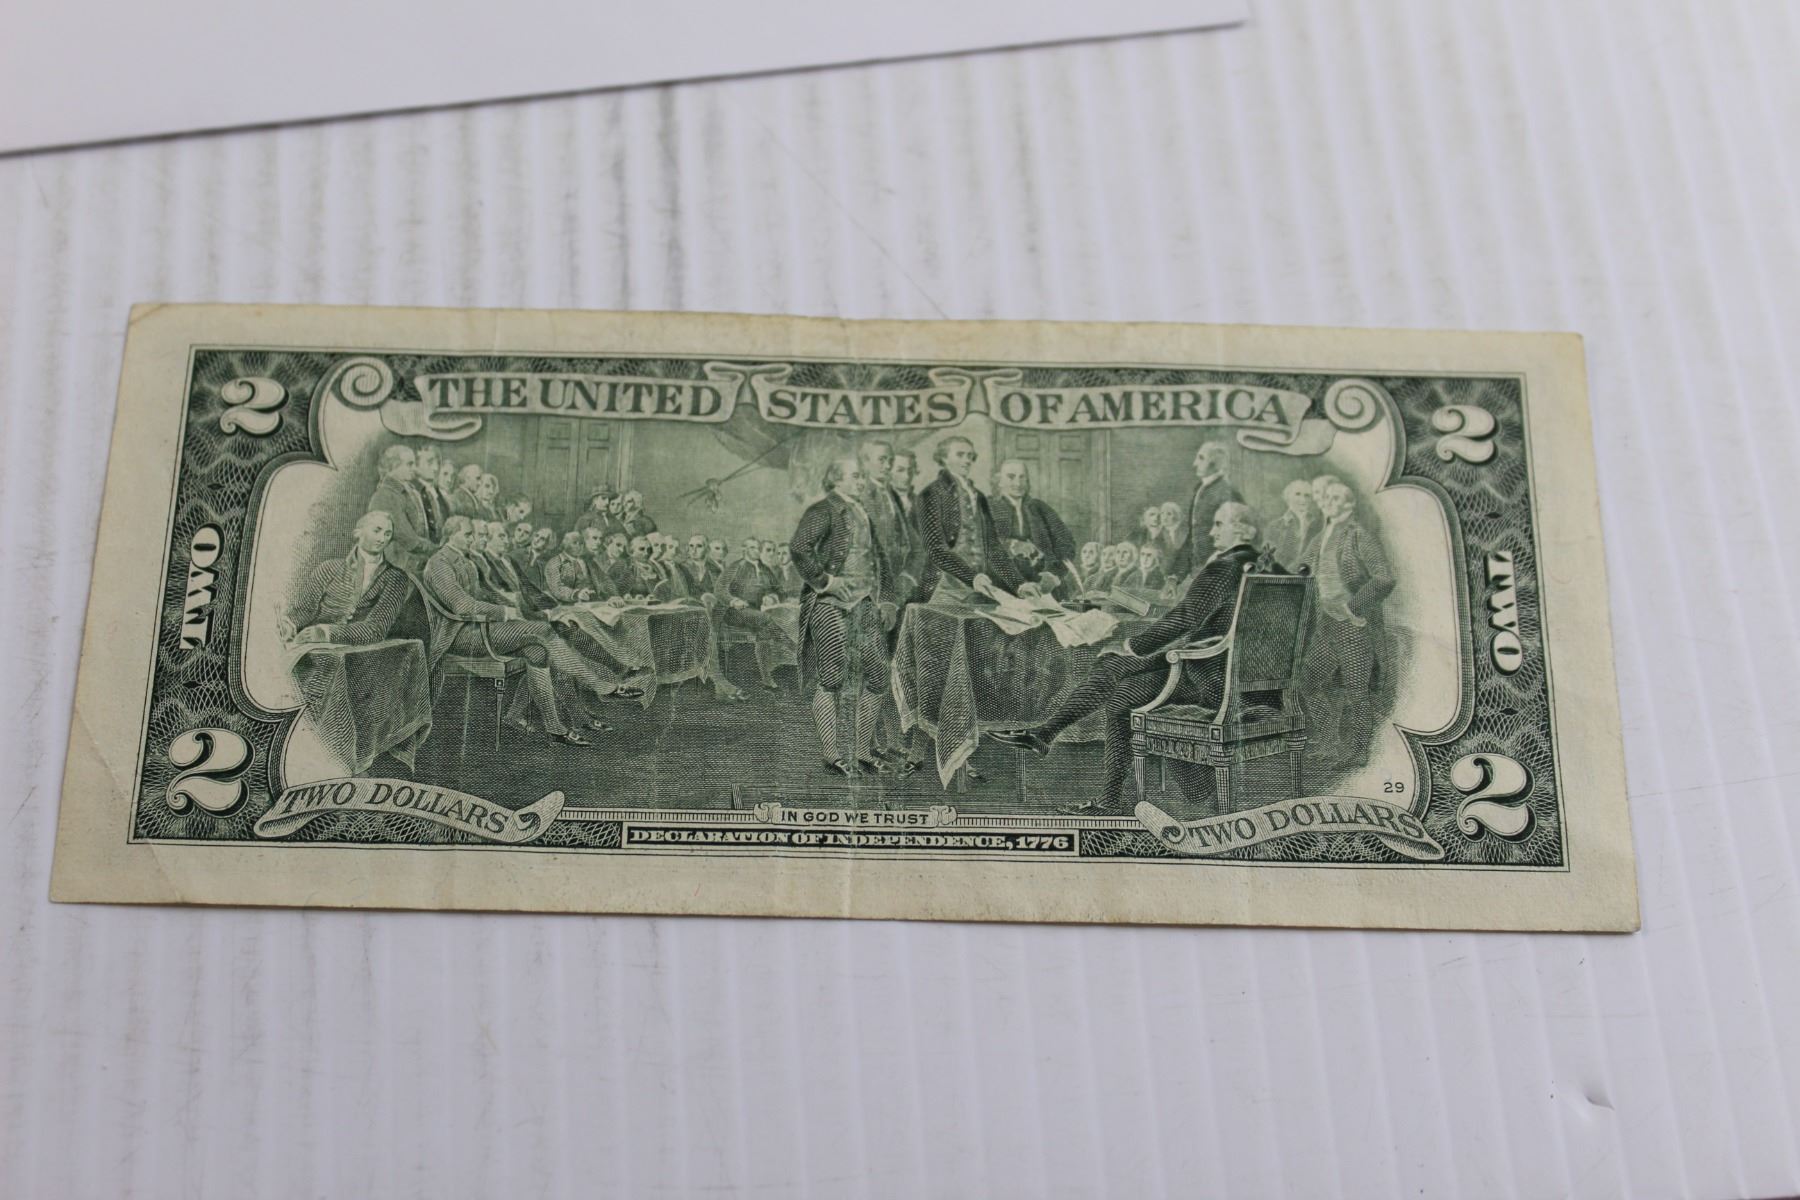 THE UNITED STATES OF AMERICA
2
2
TWO
TWO
2
2
29
TWO DOLLARS
IN GOD WE TRUST
TWO DOLLARS
DECLARATION OF INDEPENDENCE, 1776